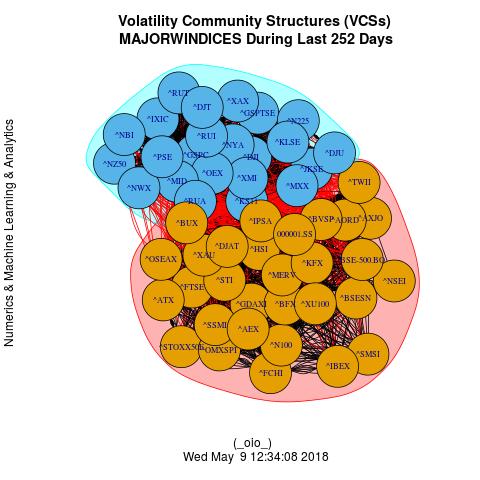 Volatility Community Structures (VCSs)
MAJORWINDICES During Last 252 Days
Numerics & Machine Learning & Analytics
^RUT
^XAX
^DJT
^GSPTSE
^IXIC
^N225
^NBI
^RUI
^KLSE
^NYA
^DJI
^DJU
^PSE
^GSPC
^NZ50
^JKSE
^OEX
^XMI
^MID
^TWII
^NWX
^MXX
^RUA
^KS11
^BUX
^IPSA
^BVSP
^AORD
^AXJO
000001.SS
^DJAT
^HSI
^XAU
^OSEAX
^KFX
BSE-500.BO
^MERV
^STI
^NSEI
^FTSE
^ATX
^GDAXI
^BFX
^XU100
^BSESN
^SSMI
^AEX
^N100
^STOXX50E
^OMXSPI
^SMSI
^IBEX
^FCHI
(_oio_)
Wed May  9 12:34:08 2018